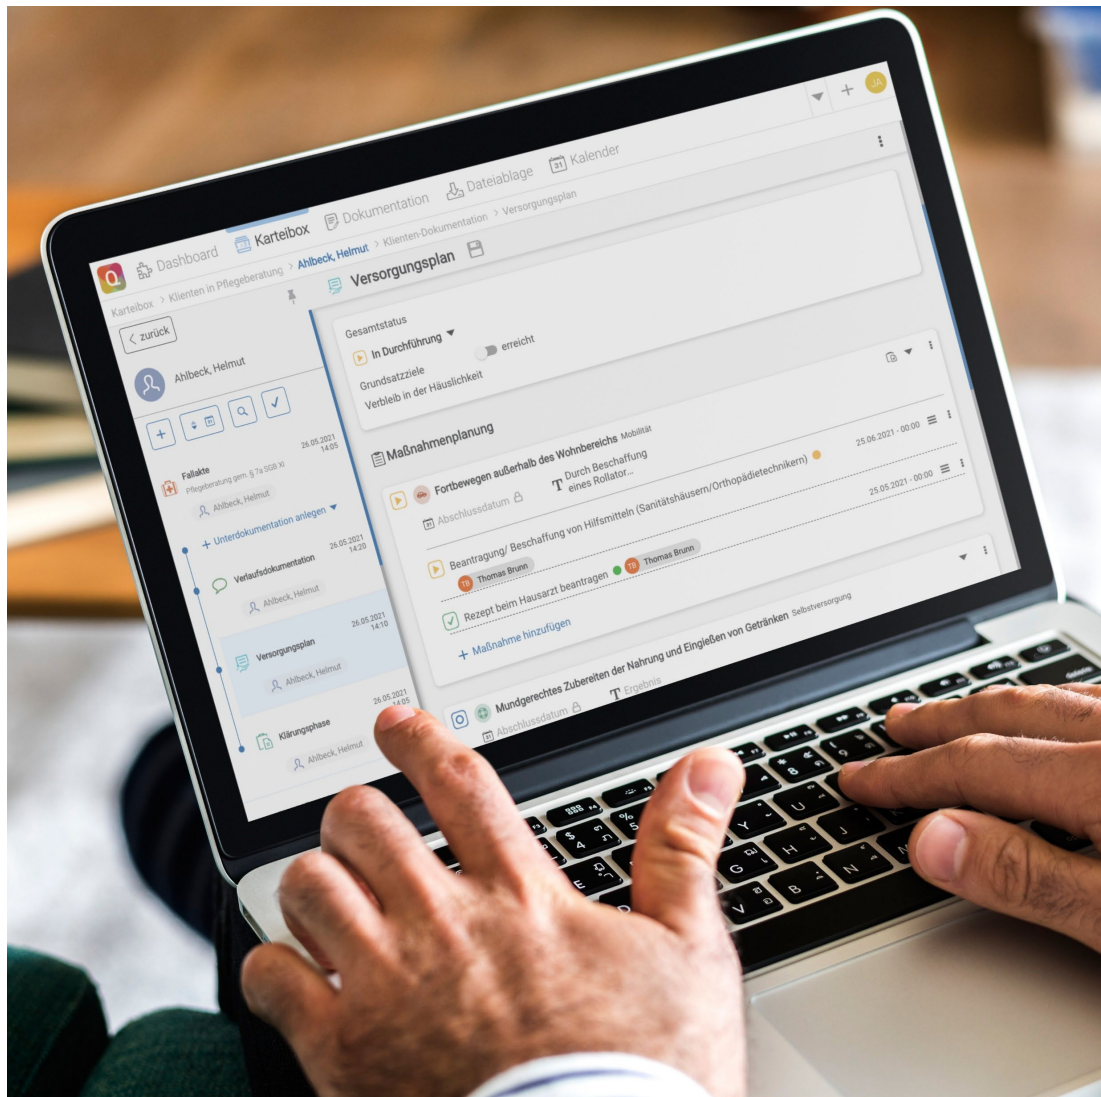 Q
Dashboard
Karteibox
Dokumentation
Dateiablage
31 Kalender
JA
Karteibox > Klienten in Pflegeberatung > Ahlbeck, Helmut > Klienten-Dokumentation > Versorgungsplan
< zurück
Ahlbeck, Helmut
Fallakte
26.05.2021
14:05
Pflegeberatung gem. § 7a SGB XI
Ahlbeck, Helmut
+ Unterdokumentation anlegen
Verlaufsdokumentation
26.05.2021
14:20
Ahlbeck, Helmut
Versorgungsplan
26.05.2021
14:10
Ahlbeck, Helmut
Klärungsphase
26.05.2021
14:05
Ahlbeck, Helmut
Versorgungsplan
Gesamtstatus
In Durchführung
Grundsatzziele
erreicht
Verbleib in der Häuslichkeit
Maßnahmenplanung
Fortbewegen außerhalb des Wohnbereichs Mobilität
Abschlussdatum
T Durch Beschaffung
eines Rollator...
Beantragung/ Beschaffung von Hilfsmitteln (Sanitätshäusern/Orthopädietechnikern)
25.06.2021 - 00:00
TB Thomas Brunn
Rezept beim Hausarzt beantragen
TB Thomas Brunn
25.05.2021 - 00:00
+ Maßnahme hinzufügen
Mundgerechtes Zubereiten der Nahrung und Eingießen von Getränken Selbstversorgung
Abschlussdatum
T Ergebnis
delete
$ 4
% 5
8
9
E
Y
U
D
G
H
J
V
B
N